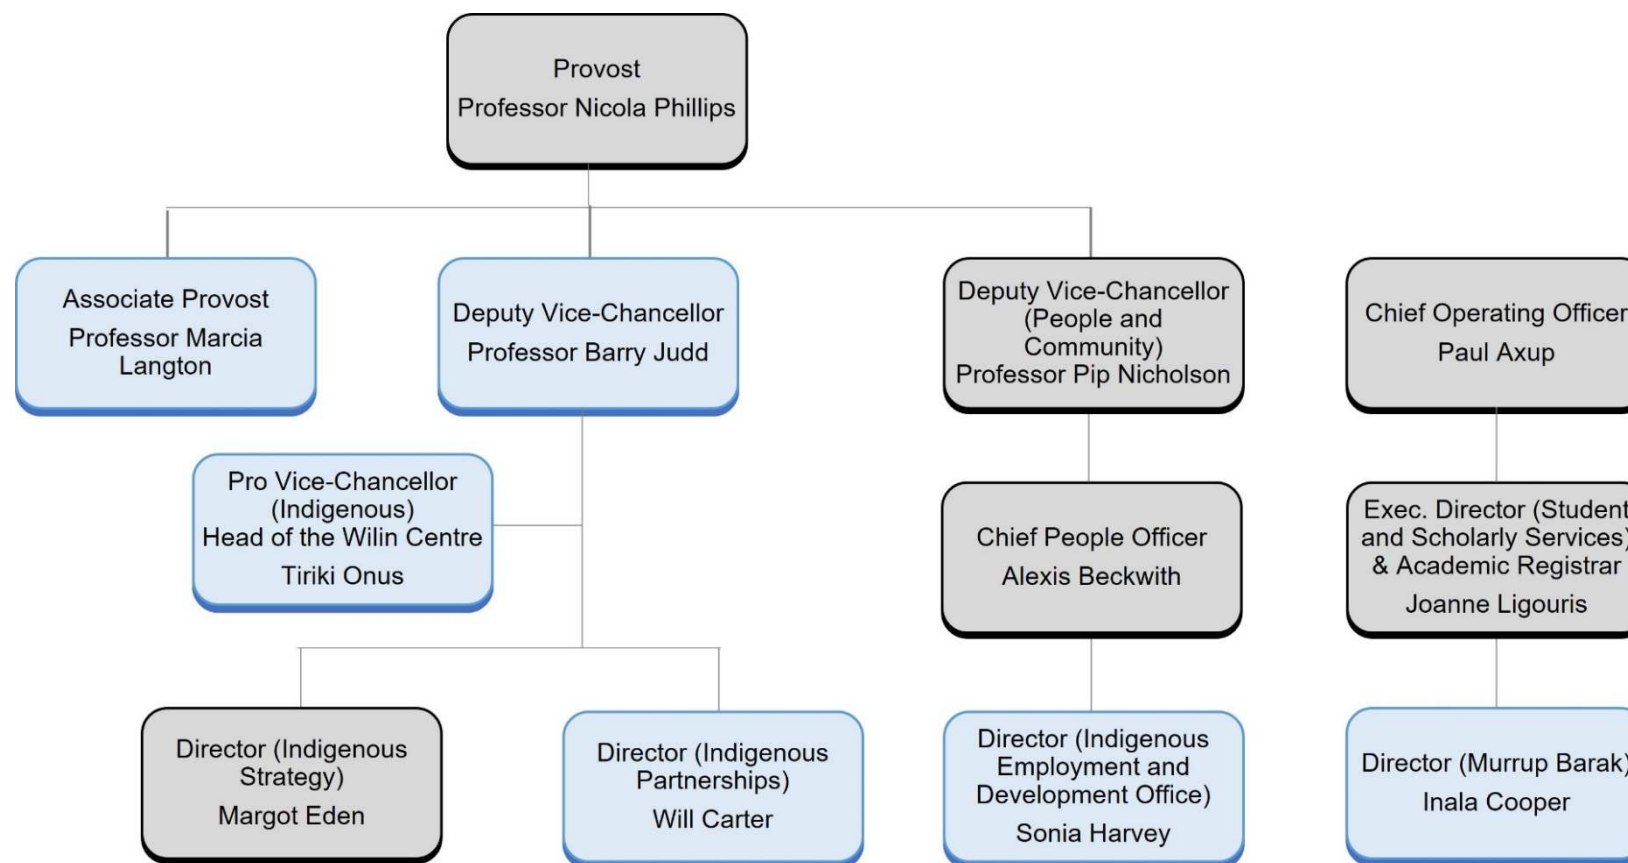 Provost
Professor Nicola Phillips
Associate Provost
Professor Marcia
Langton
Deputy Vice-Chancellor
Professor Barry Judd
Deputy Vice-Chancellor
(People and
Community)
Professor Pip Nicholson
Chief Operating Officer
Paul Axup
Pro Vice-Chancellor
(Indigenous)
Head of the Wilin Centre
Tiriki Onus
Chief People Officer
Alexis Beckwith
Exec. Director (Student
and Scholarly Services)
& Academic Registrar
Joanne Ligouris
Director (Indigenous
Strategy)
Margot Eden
Director (Indigenous
Partnerships)
Will Carter
Director (Indigenous
Employment and
Development Office)
Sonia Harvey
Director (Murrup Barak)
Inala Cooper